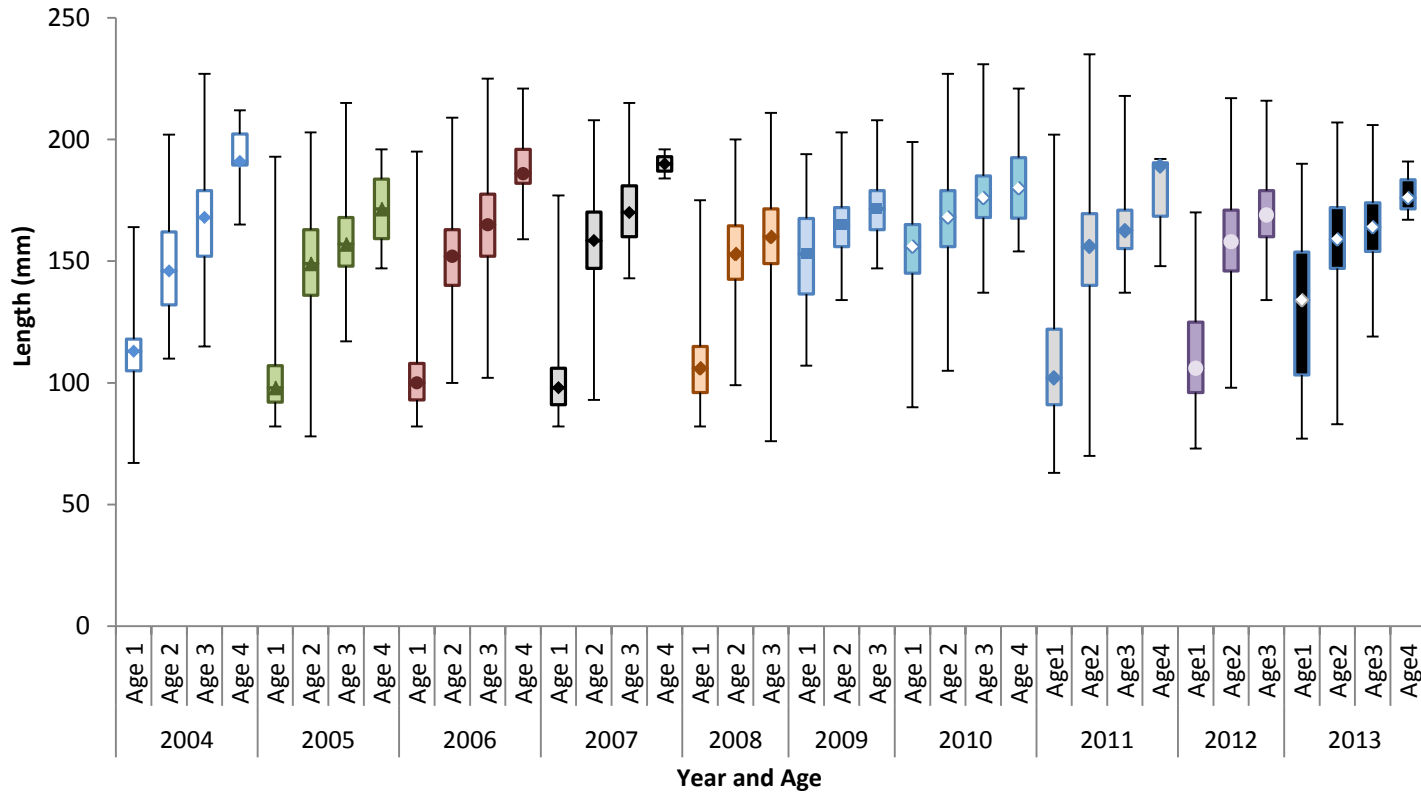 250
200
150
100
50
0
Length (mm)
Age 1
Age 2
Age 3
Age 4
Age 1
Age 2
Age 3
Age 4
Age 1
Age 2
Age 3
Age 4
Age 1
Age 2
Age 3
Age 4
Age 1
Age 2
Age 3
Age 1
Age 2
Age 3
Age 1
Age 2
Age 3
Age 4
Age1
Age2
Age3
Age4
Age1
Age2
Age3
Age1
Age2
Age3
Age4
2004 2005 2006 2007 2008 2009 2010 2011 2012 2013
Year and Age